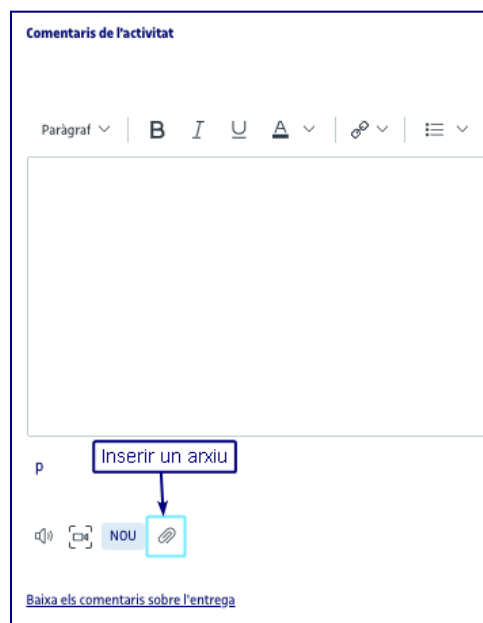 Comentaris de l'activitat
Paràgraf B I U A
p
Inserir un arxiu
NOU
Baixa els comentaris sobre l'entrega